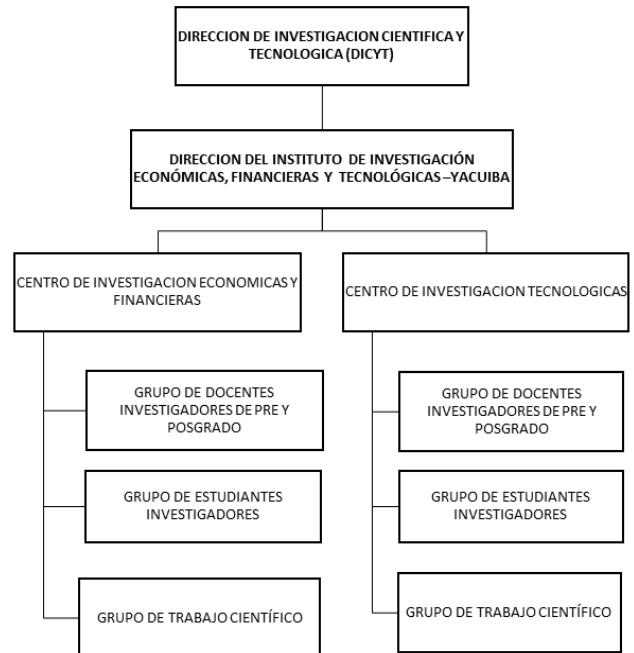 DIRECCION DE INVESTIGACION CIENTIFICA Y
TECNOLOGICA (DICYT)
DIRECCION DEL INSTITUTO DE INVESTIGACIÓN
ECONÓMICAS, FINANCIERAS Y TECNOLÓGICAS –YACUIBA
CENTRO DE INVESTIGACION ECONOMICAS Y
FINANCIERAS
GRUPO DE DOCENTES
INVESTIGADORES DE PRE Y
POSGRADO
GRUPO DE ESTUDIANTES
INVESTIGADORES
GRUPO DE TRABAJO CIENTÍFICO
CENTRO DE INVESTIGACION TECNOLOGICAS
GRUPO DE DOCENTES
INVESTIGADORES DE PRE Y
POSGRADO
GRUPO DE ESTUDIANTES
INVESTIGADORES
GRUPO DE TRABAJO CIENTÍFICO